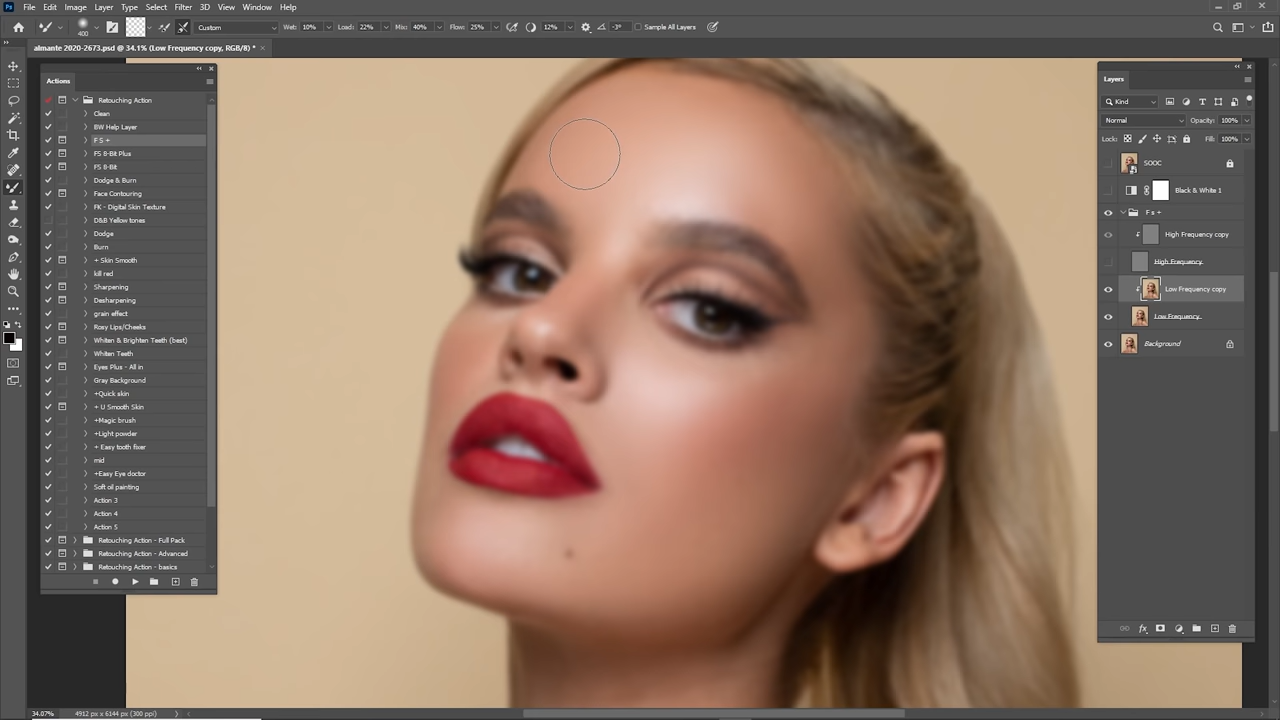 Ps File Edit Image Layer Type Select Filter 3D View Window Help
400 Custom Wet: 10% Load: 22% Mix: 40% Flow: 25% 12% -3° Sample All Layers
almante 2020-2673.psd @ 34.1% (Low Frequency copy, RGB/8) *
Actions
Retouching Action
Clean
BW Help Layer
F S +
FS 8-Bit Plus
FS 8-Bit
Dodge & Burn
Face Contouring
FK - Digital Skin Texture
D&B Yellow tones
Dodge
Burn
+ Skin Smooth
kill red
Sharpening
Desharpening
grain effect
Rosy Lips/Cheeks
Whiten & Brighten Teeth (best)
Whiten Teeth
Eyes Plus - All in
Gray Background
+Quick skin
+ U Smooth Skin
+Magic brush
+Light powder
+ Easy tooth fixer
mid
+Easy Eye doctor
Soft oil painting
Action 3
Action 4
Action 5
Retouching Action - Full Pack
Retouching Action - Advanced
Retouching Action - basics
Layers
Kind
Normal Opacity: 100%
Lock: Fill: 100%
SOOC
Black & White 1
F s +
High Frequency copy
High Frequency
Low Frequency copy
Low Frequency
Background
34.07% 4912 px x 6144 px (300 ppi)